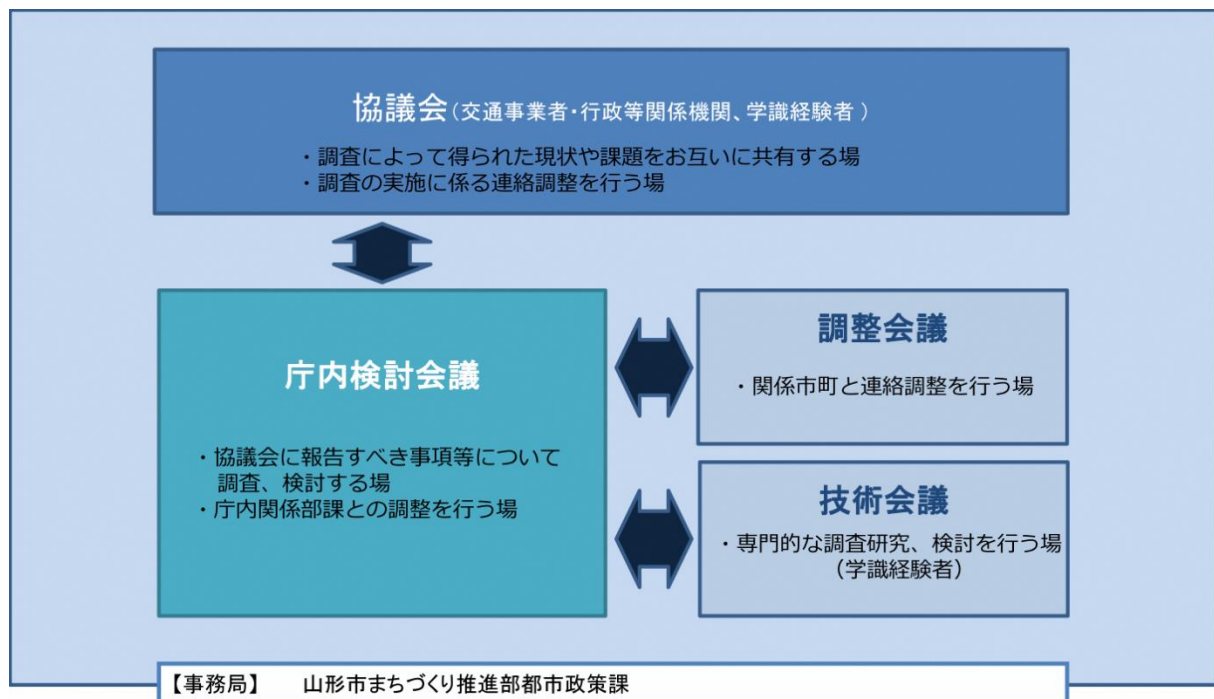 協議会(交通事業者・行政等関係機関、学識経験者)
・調査によって得られた現状や課題をお互いに共有する場
・調査の実施に係る連絡調整を行う場
庁内検討会議
・協議会に報告すべき事項等について
調査、検討する場
・庁内関係部課との調整を行う場
調整会議
・関係市町と連絡調整を行う場
技術会議
・専門的な調査研究、検討を行う場
(学識経験者)
【事務局】 山形市まちづくり推進部都市政策課